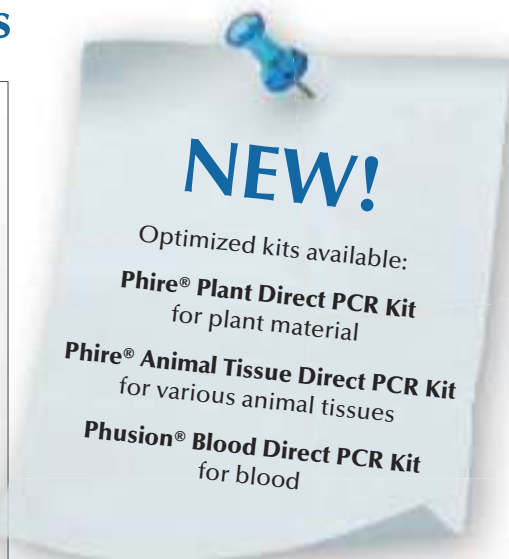 s
NEW!
Optimized kits available:
Phire® Plant Direct PCR Kit
for plant material
Phire® Animal Tissue Direct PCR Kit
for various animal tissues
Phusion® Blood Direct PCR Kit
for blood